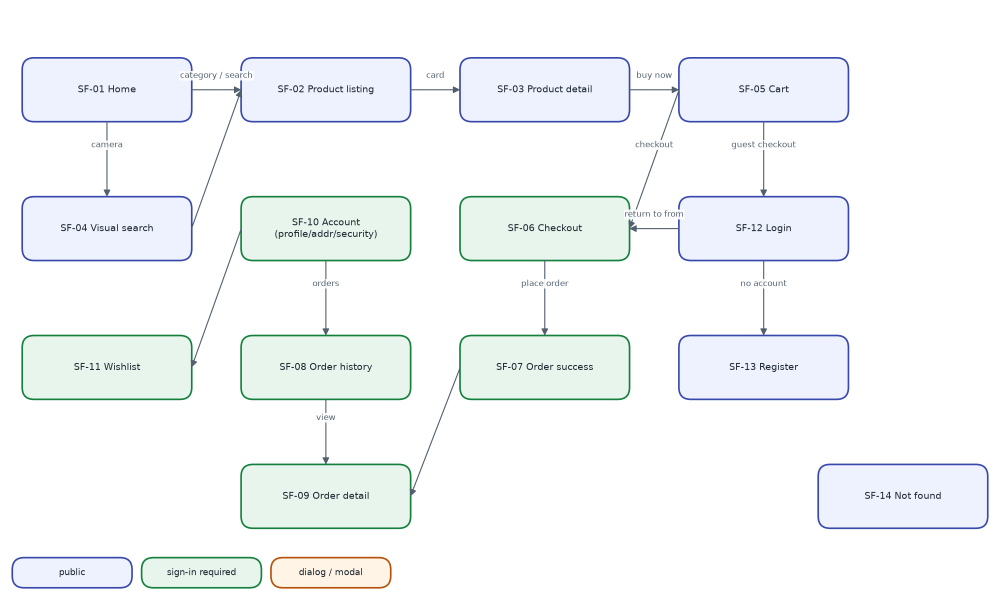 SF-01 Home
category / search
SF-02 Product listing
card
SF-03 Product detail
buy now
SF-05 Cart
camera
checkout
guest checkout
SF-04 Visual search
SF-10 Account
(profile/addr/security)
SF-06 Checkout
return to from
SF-12 Login
orders
place order
no account
SF-11 Wishlist
SF-08 Order history
SF-07 Order success
SF-13 Register
view
SF-09 Order detail
SF-14 Not found
public
sign-in required
dialog / modal